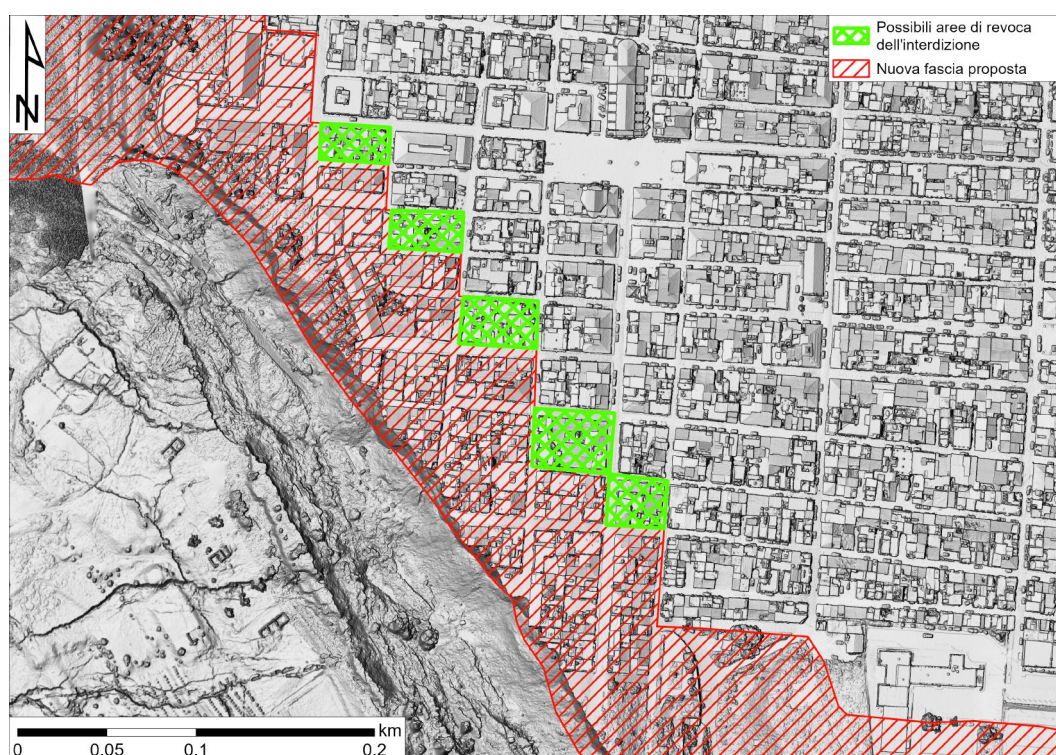 Possibili aree di revoca
dell'interdizione
Nuova fascia proposta
N
km
0 0.05 0.1 0.2